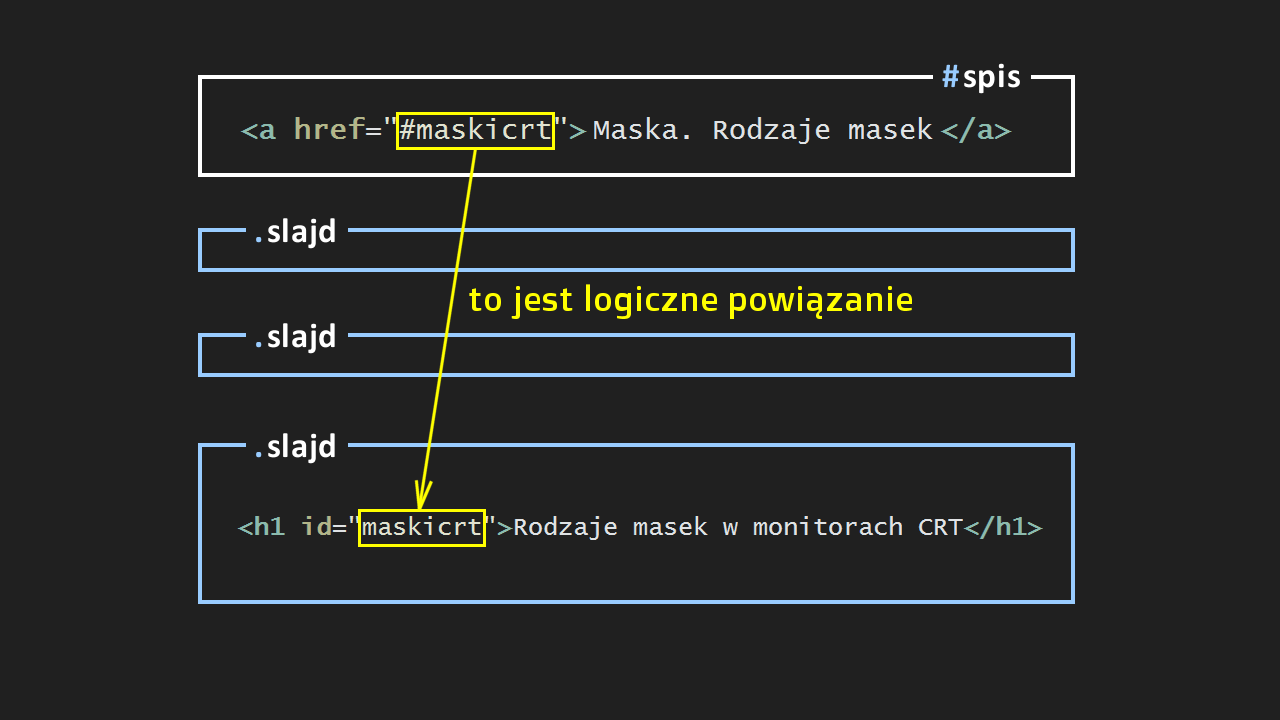 #spis
<a href="#maskicrt">Maska. Rodzaje masek</a>
.slajd
to jest logiczne powiązanie
.slajd
.slajd
<h1 id="maskicrt">Rodzaje masek w monitorach CRT</h1>